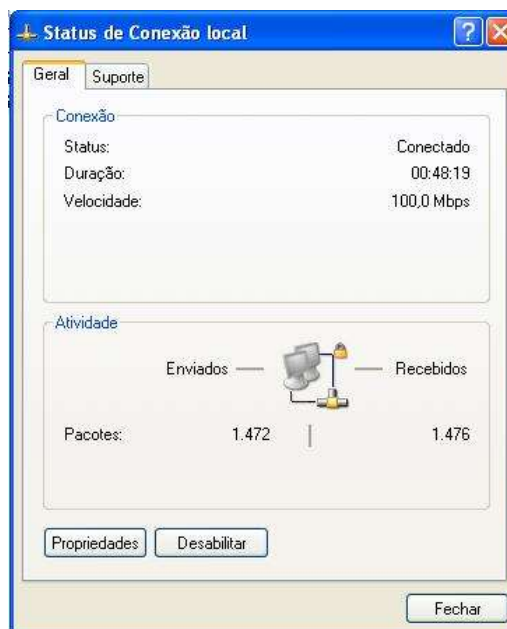 Status de Conexão local
Geral Suporte
Conexão
Status: Conectado
Duração: 00:48:19
Velocidade: 100,0 Mbps
Atividade
Enviados Recebidos
Pacotes: 1.472 1.476
Propriedades Desabilitar
Fechar